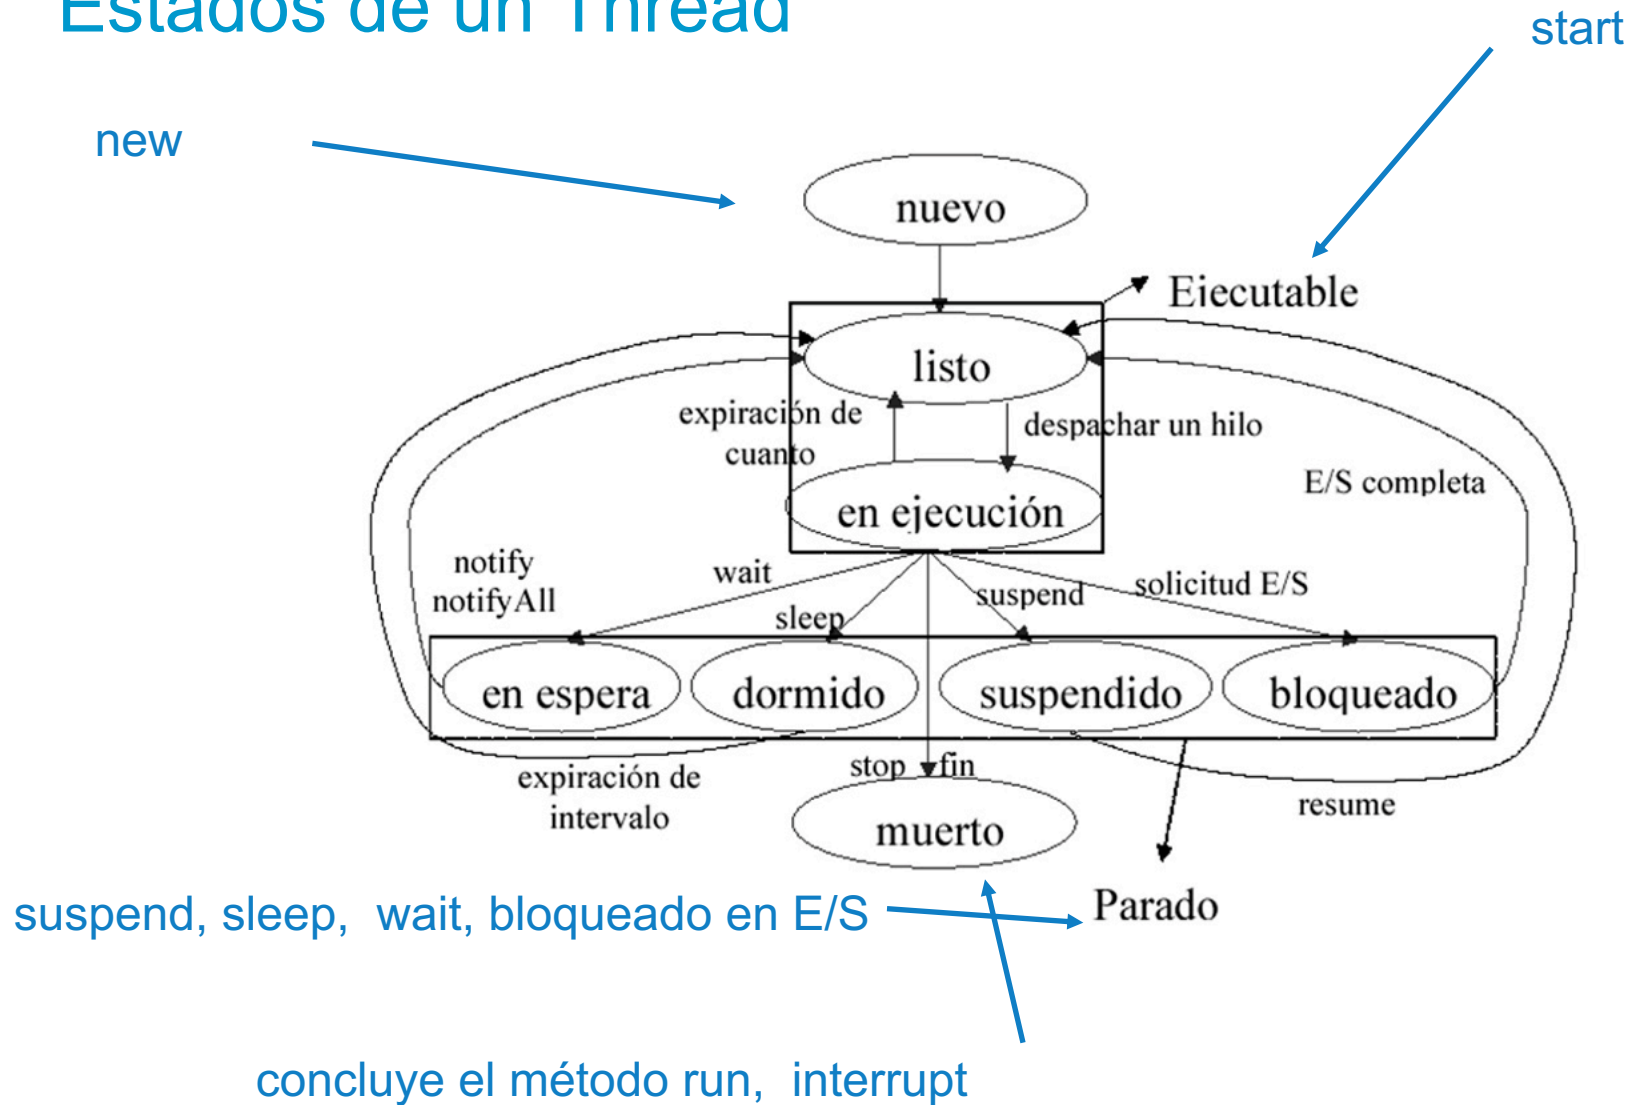 Estados de un Thread
start
new
nuevo
Eiecutable
listo
expiración de
cuanto
despachar un hilo
E/S completa
en ejecución
notify
notifyAll
wait
sleep
suspend
solicitud E/S
en espera
dormido
suspendido
bloqueado
expiración de
intervalo
stop
fin
resume
muerto
Parado
suspend, sleep, wait, bloqueado en E/S
concluye el método run, interrupt